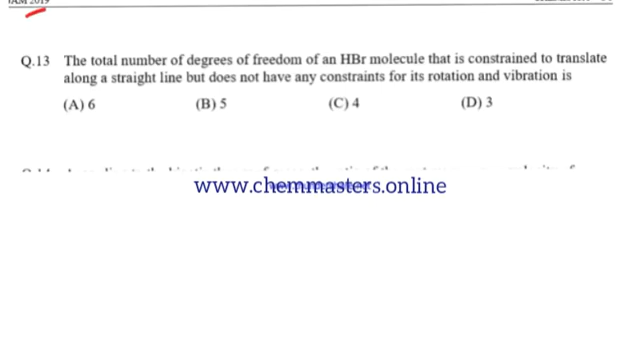 Q.13 The total number of degrees of freedom of an HBr molecule that is constrained to translate
along a straight line but does not have any constraints for its rotation and vibration is
(A) 6 (B) 5 (C) 4 (D) 3
www.chemmasters.online